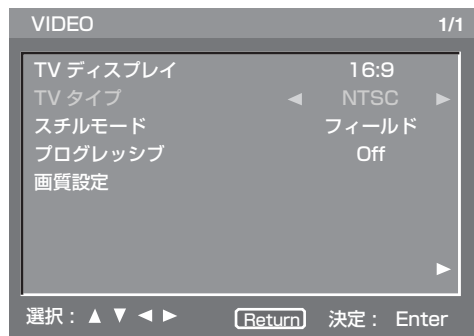 VIDEO 1/1
TV ディスプレイ 16:9
TV タイプ ◀ NTSC ▶
スチルモード フィールド
プログレッシブ Off
画質設定
▶
選択：▲ ▼ ◀ ▶ Return 決定： Enter